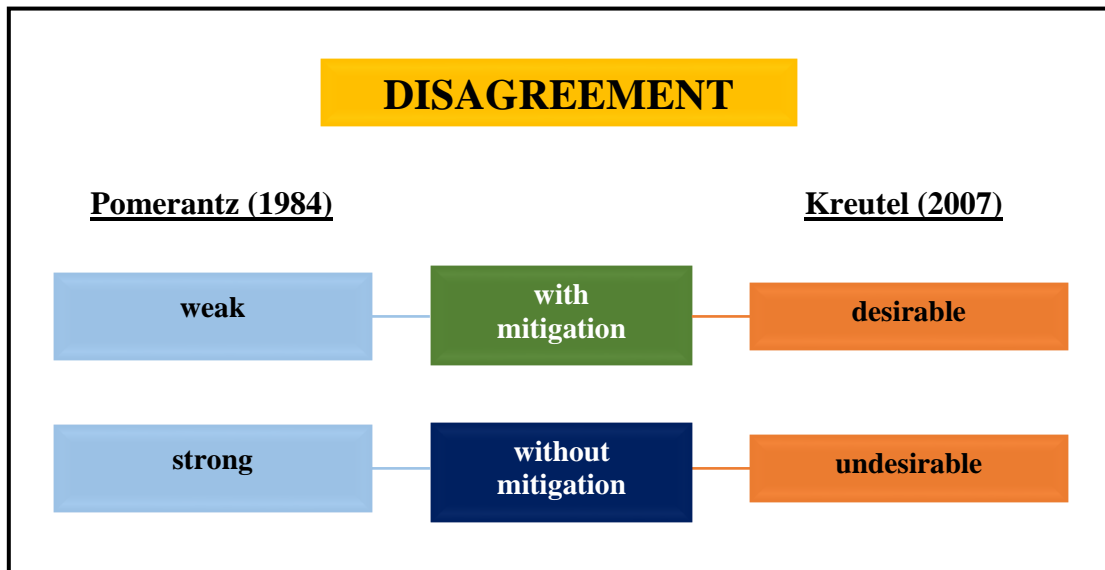 DISAGREEMENT
Pomerantz (1984)
Kreutel (2007)
weak
with
mitigation
desirable
strong
without
mitigation
undesirable